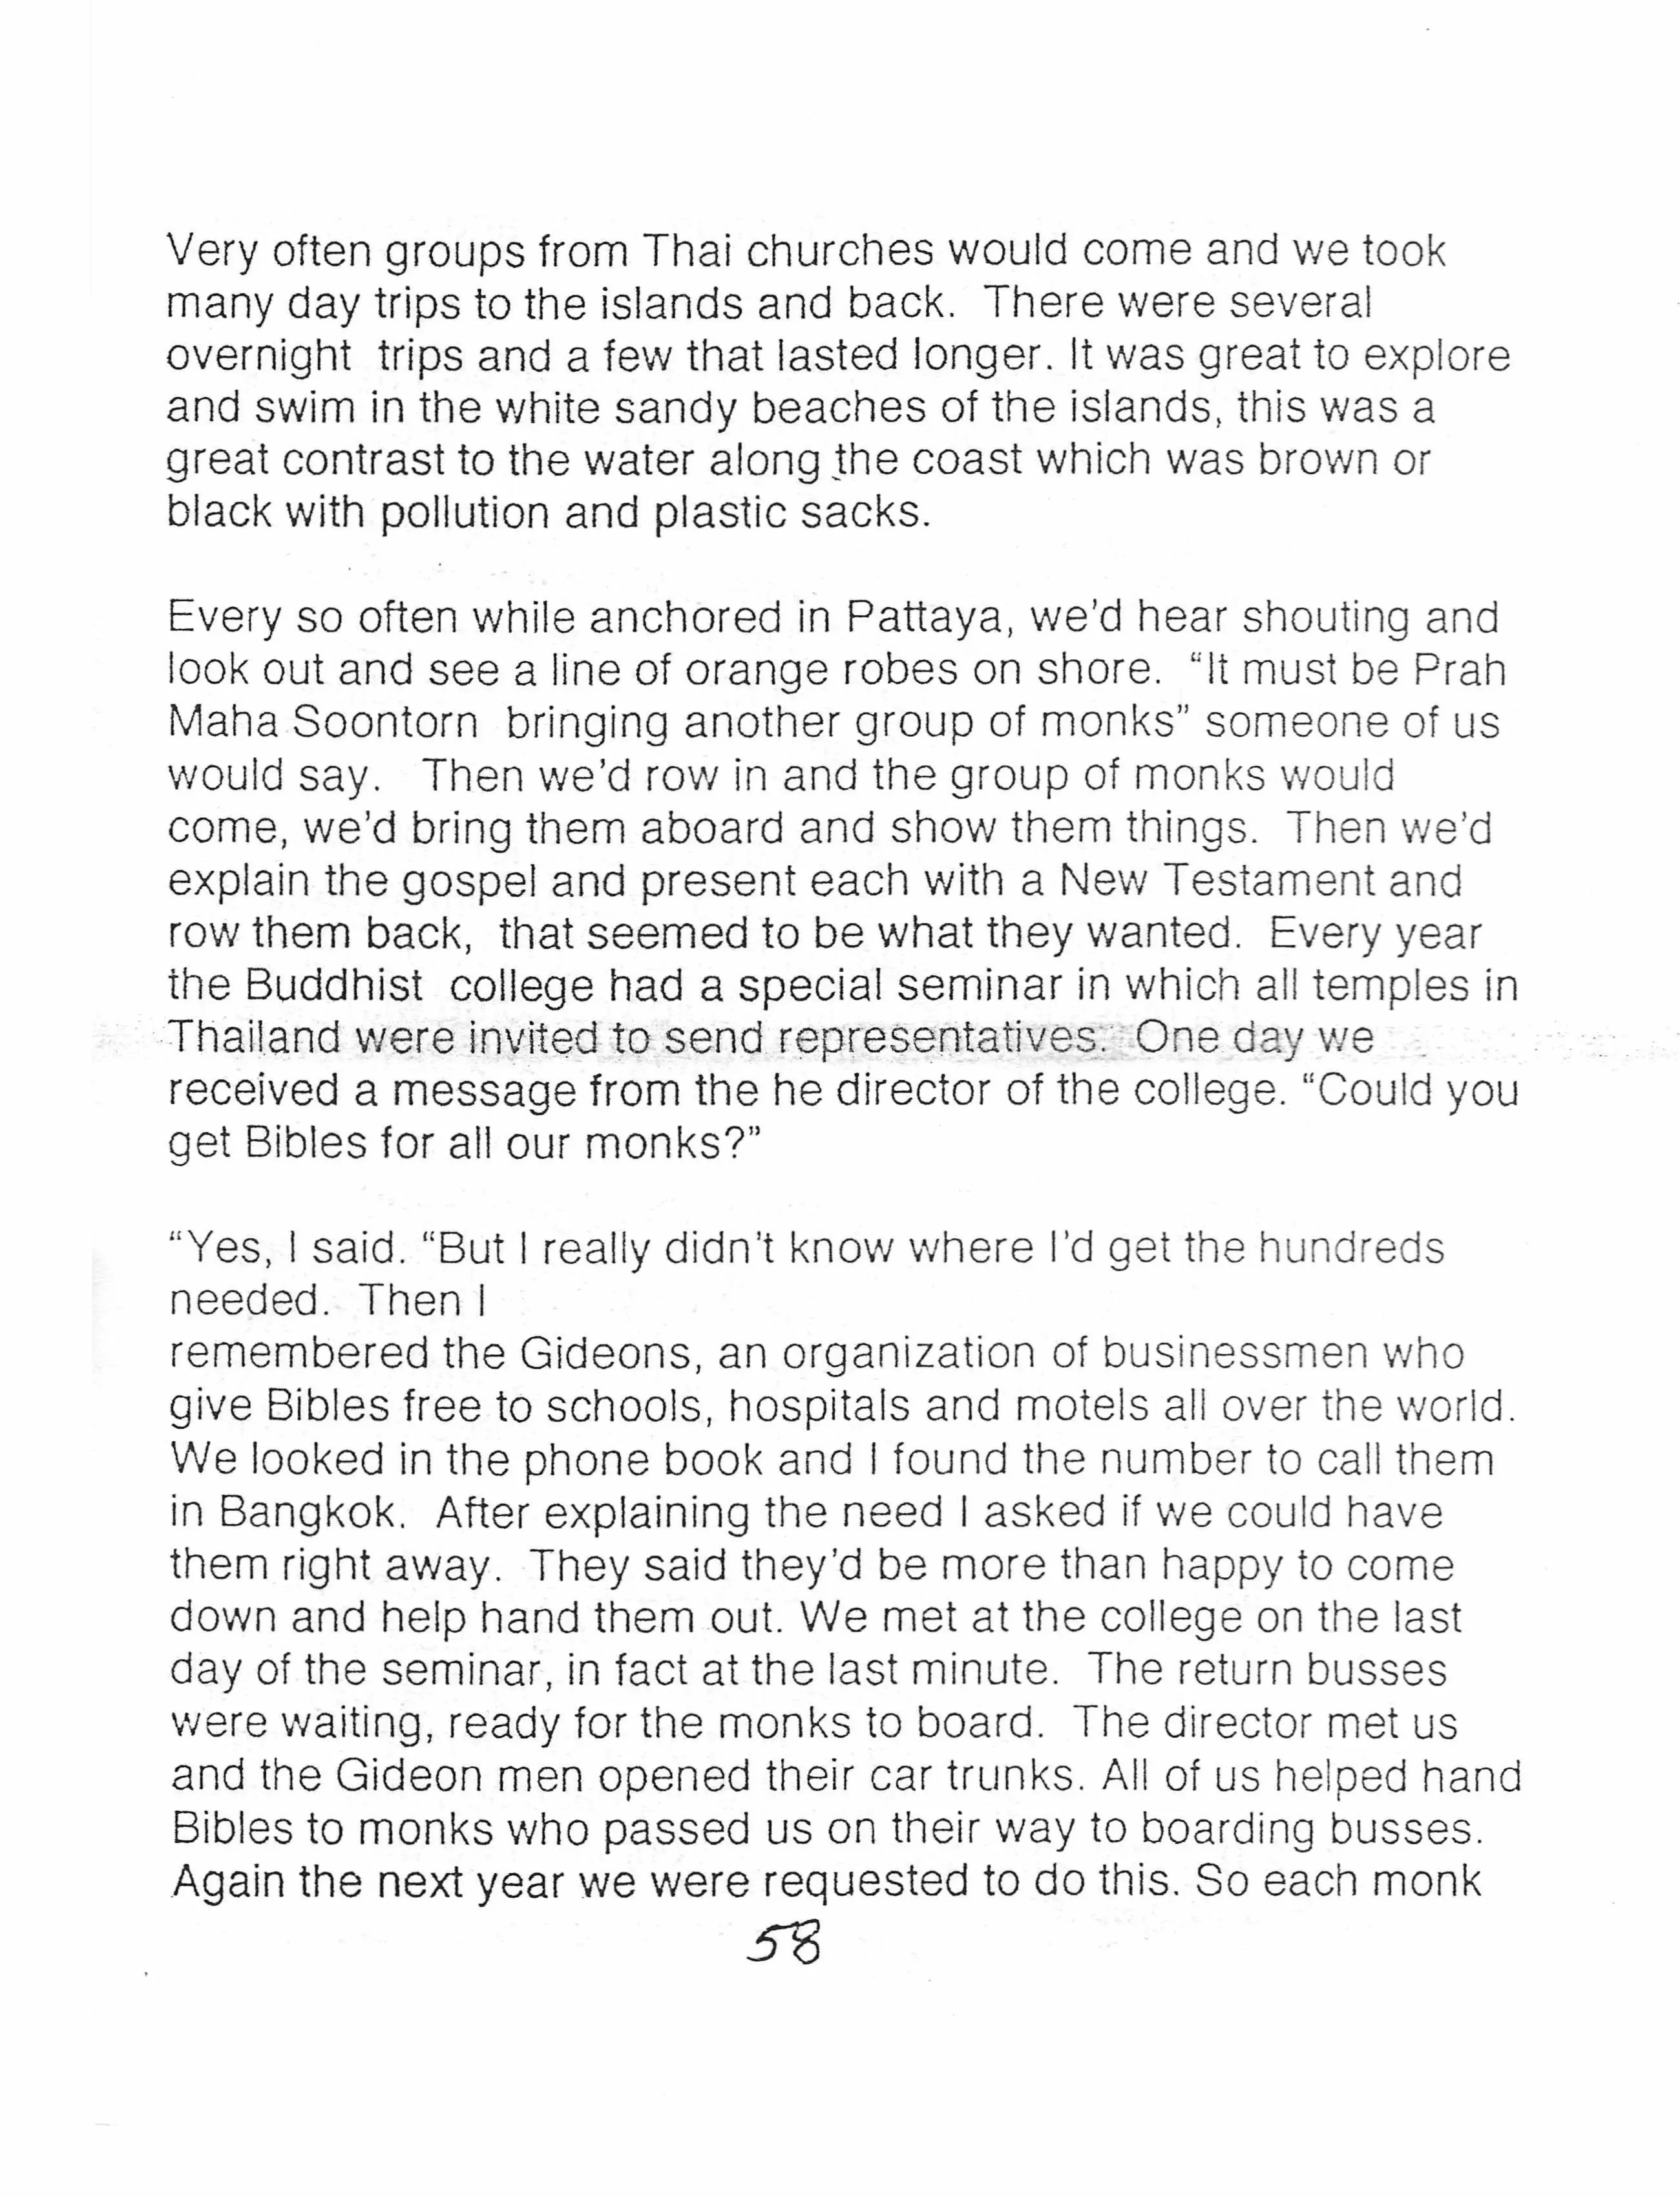 Very often groups from Thai churches would come and we took
many day trips to the islands and back.  There were several
overnight  trips and a few that lasted longer. It was great to explore
and swim in the white sandy beaches of the islands, this was a
great contrast to the water along the coast which was brown or
black with pollution and plastic sacks.

Every so often while anchored in Pattaya, we'd hear shouting and
look out and see a line of orange robes on shore.  “It must be Prah
Maha Soontorn  bringing another group of monks” someone of us
would say.   Then we'd row in and the group of monks would
come, we'd bring them aboard and show them things.  Then we'd
explain the gospel and present each with a New Testament and
row them back,  that seemed to be what they wanted.  Every year
the Buddhist  college had a special seminar in which all temples in
Thailand were invited to send representatives.  One day we
received a message from the he director of the college. “Could you
get Bibles for all our monks?”

“Yes, I said. “But I really didn't know where I'd get the hundreds
needed.  Then I
remembered the Gideons, an organization of businessmen who
give Bibles free to schools, hospitals and motels all over the world.
We looked in the phone book and I found the number to call them
in Bangkok.  After explaining the need I asked if we could have
them right away.  They said they'd be more than happy to come
down and help hand them out. We met at the college on the last
day of the seminar, in fact at the last minute.  The return busses
were waiting, ready for the monks to board.  The director met us
and the Gideon men opened their car trunks. All of us helped hand
Bibles to monks who passed us on their way to boarding busses.
Again the next year we were requested to do this. So each monk
58